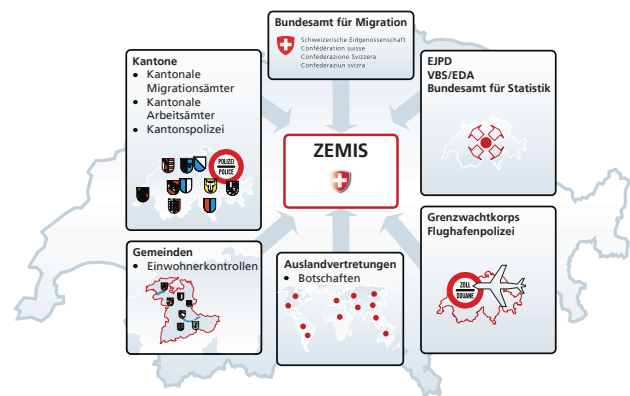 Bundesamt für Migration
Schweizerische Eidgenossenschaft
Confédération suisse
Confederazione Svizzera
Confederaziun svizra
Kantone
• Kantonale
Migrationsämter
• Kantonale
Arbeitsämter
• Kantonspolizei
POLIZEI
POLICE
EJPD
VBS/EDA
Bundesamt für Statistik
ZEMIS
Gemeinden
• Einwohnerkontrollen
Auslandvertretungen
• Botschaften
Grenzwachtkorps
Flughafenpolizei
ZOLL
DOUANE